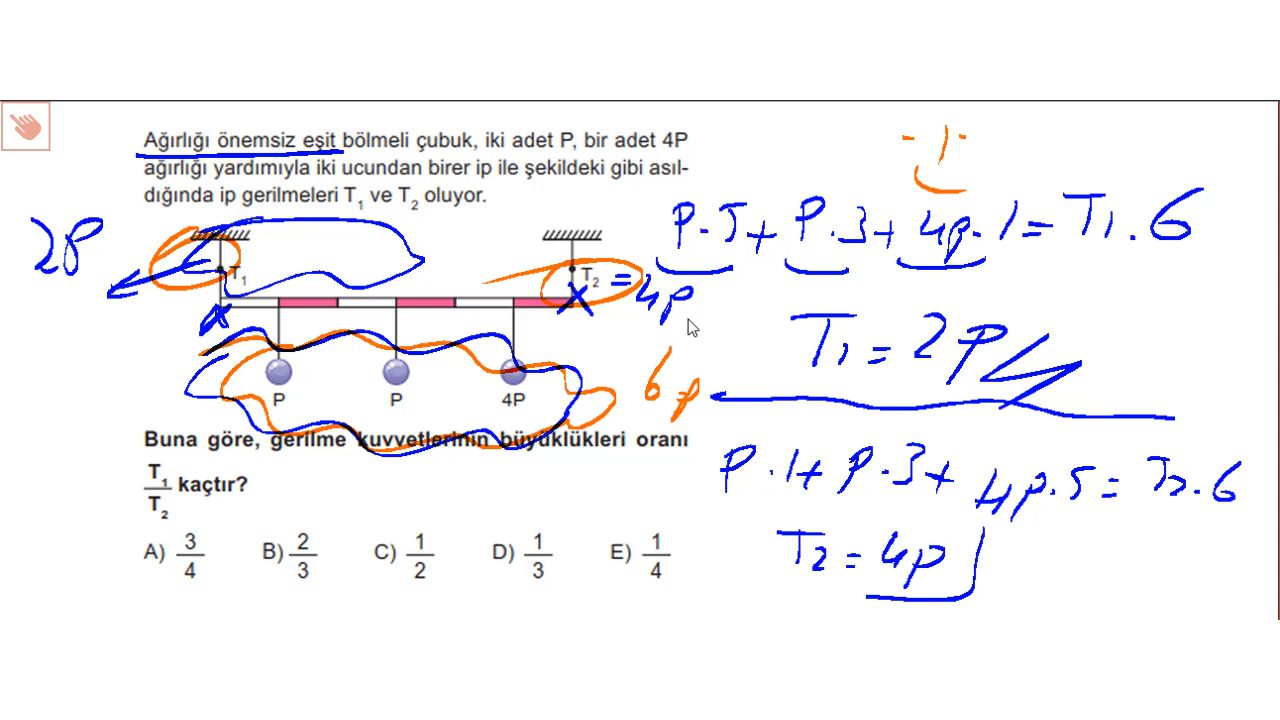 Ağırlığı önemsiz eşit bölmeli çubuk, iki adet P, bir adet 4P
ağırlığı yardımıyla iki ucundan birer ip ile şekildeki gibi asıl-
dığında ip gerilmeleri T₁ ve T₂ oluyor.
-1-
2P
P·5+P·3+4p·1=T₁·6
T₁
T₂ =4p
x
x
T₁=2P
P
P
4P
6p
Buna göre, gerilme kuvvetlerinin büyüklükleri oranı
T₁
T₂
kaçtır?
P·1+P·3+4p·5=T₂·6
T₂=4p
A) 3/4 B) 2/3 C) 1/2 D) 1/3 E) 1/4